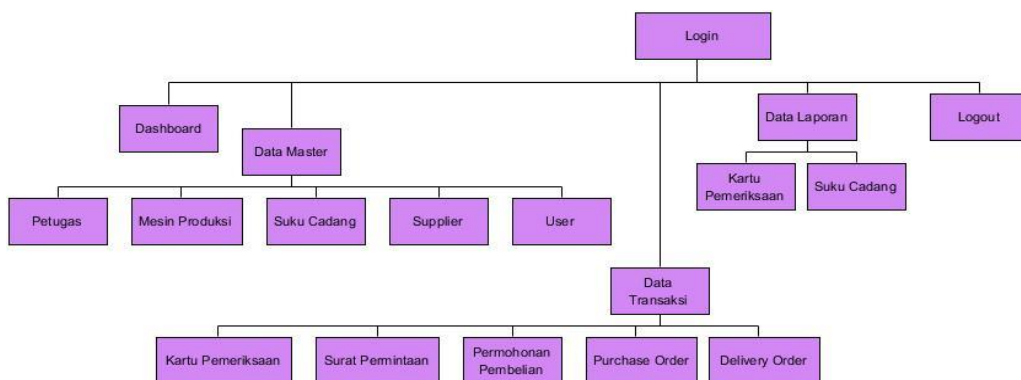 Login
Dashboard
Data Master
Data Laporan
Logout
Kartu
Pemeriksaan
Suku Cadang
Petugas
Mesin Produksi
Suku Cadang
Supplier
User
Data
Transaksi
Kartu Pemeriksaan
Surat Permintaan
Permohonan
Pembelian
Purchase Order
Delivery Order